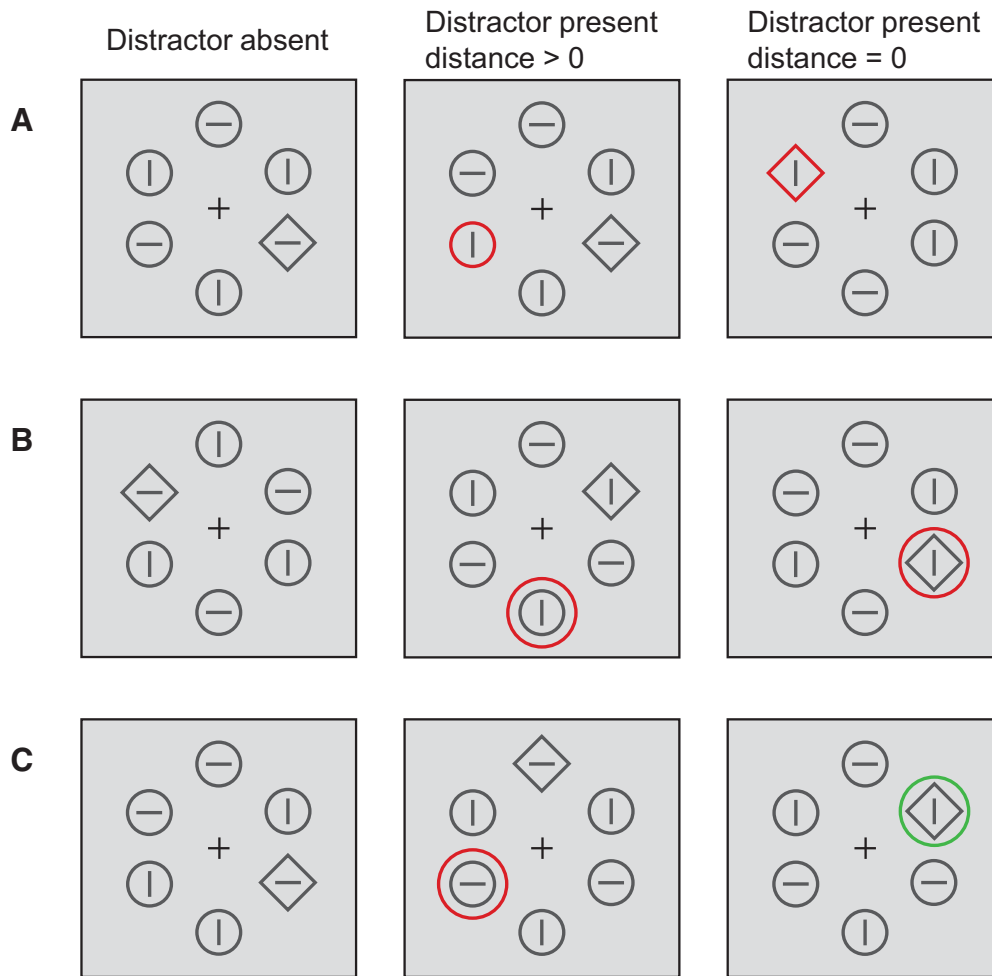 Distractor absent
Distractor present
distance > 0
Distractor present
distance = 0
A
B
C